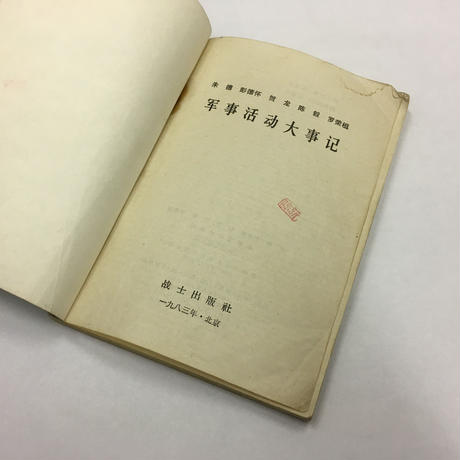 朱 德 彭德怀 贺 龙 陈 毅 罗荣桓
军事活动大事记
战士出版社
一九八三年·北京